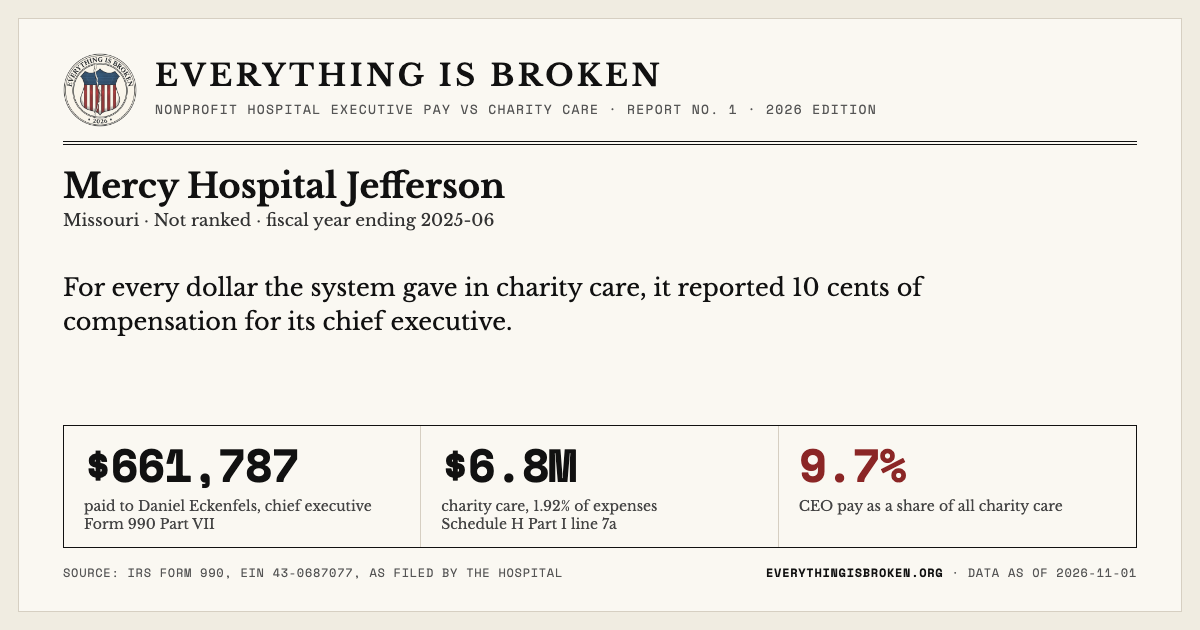 EVERYTHING IS BROKEN
2026
EVERYTHING IS BROKEN
NONPROFIT HOSPITAL EXECUTIVE PAY VS CHARITY CARE · REPORT NO. 1 · 2026 EDITION
Mercy Hospital Jefferson
Missouri · Not ranked · fiscal year ending 2025-06
For every dollar the system gave in charity care, it reported 10 cents of
compensation for its chief executive.
$661,787
paid to Daniel Eckenfels, chief executive
Form 990 Part VII
$6.8M
charity care, 1.92% of expenses
Schedule H Part I line 7a
9.7%
CEO pay as a share of all charity care
SOURCE: IRS FORM 990, EIN 43-0687077, AS FILED BY THE HOSPITAL
EVERYTHINGISBROKEN.ORG · DATA AS OF 2026-11-01